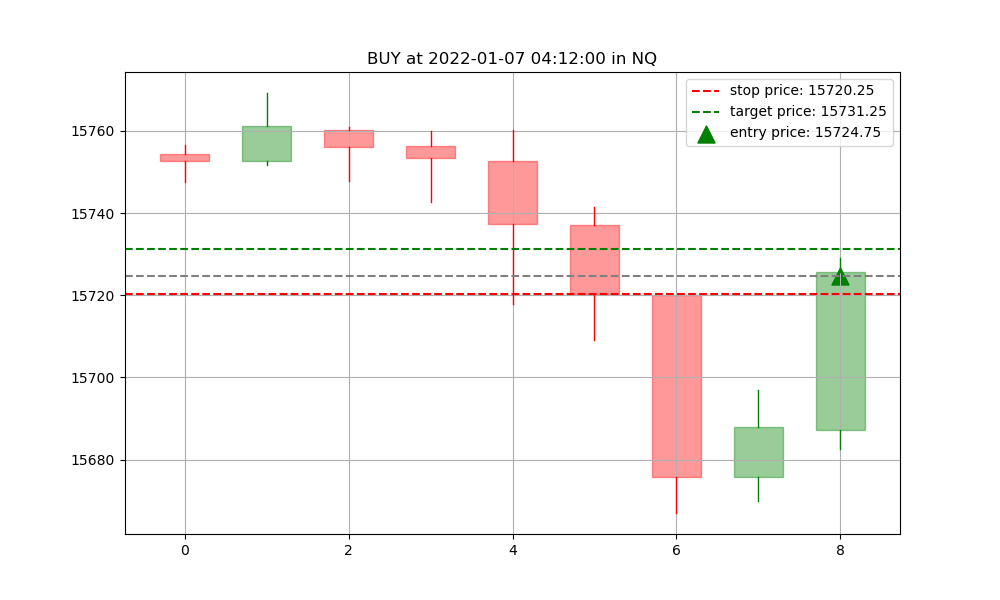 BUY at 2022-01-07 04:12:00 in NQ
stop price: 15720.25
target price: 15731.25
entry price: 15724.75
15760
15740
15720
15700
15680
0 2 4 6 8